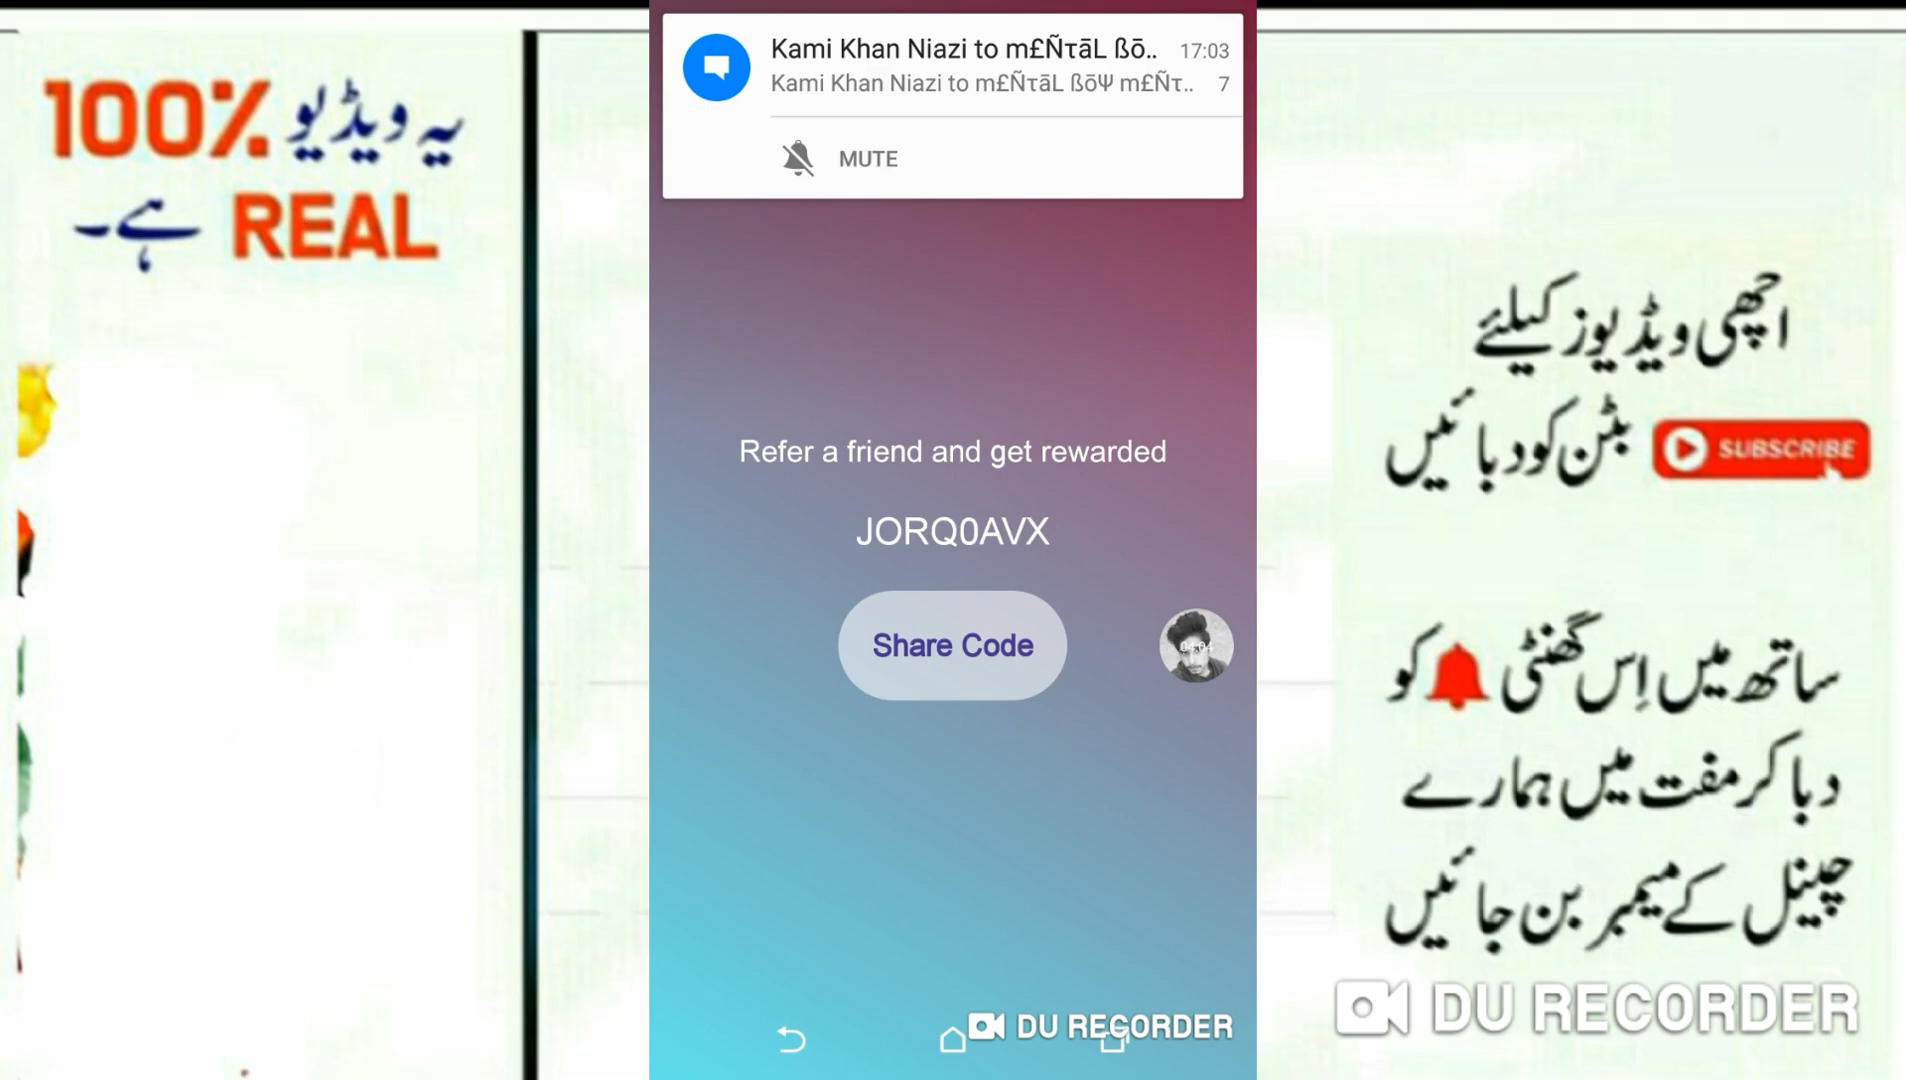 یہ ویڈیو 100%
REAL ہے۔
Kami Khan Niazi to m£ÑτāL ßō.. 17:03
Kami Khan Niazi to m£ÑτāL ßōΨ m£Ñτ.. 7
MUTE
Refer a friend and get rewarded
JORQ0AVX
Share Code
04:04
DU RECORDER
اچھی ویڈیوز کیلئے
SUBSCRIBE بٹن کو دبائیں
ساتھ میں اِس گھنٹی کو
دبا کر مفت میں ہمارے
چینل کے میمبر بن جائیں
DU RECORDER